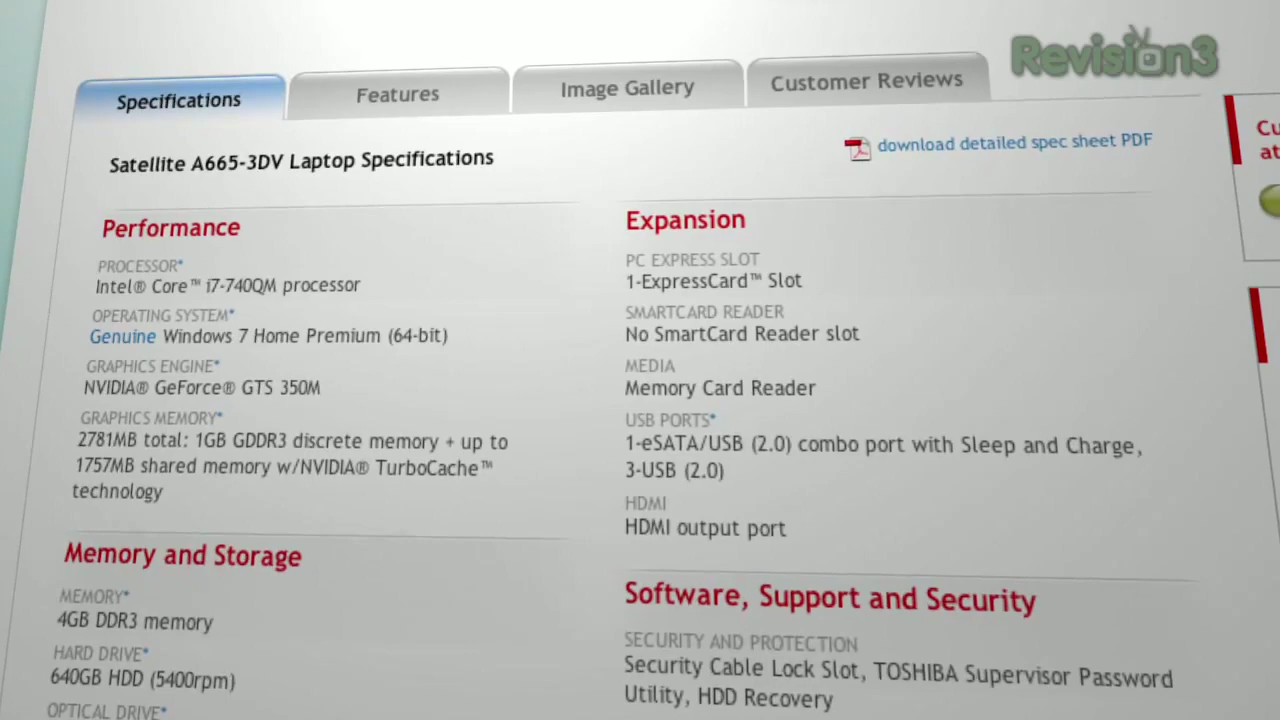 Revision3
Specifications
Features
Image Gallery
Customer Reviews
Satellite A665-3DV Laptop Specifications
download detailed spec sheet PDF
Performance
PROCESSOR*
Intel® Core™ i7-740QM processor
OPERATING SYSTEM*
Genuine Windows 7 Home Premium (64-bit)
GRAPHICS ENGINE*
NVIDIA® GeForce® GTS 350M
GRAPHICS MEMORY*
2781MB total: 1GB GDDR3 discrete memory + up to
1757MB shared memory w/NVIDIA® TurboCache™
technology
Memory and Storage
MEMORY*
4GB DDR3 memory
HARD DRIVE*
640GB HDD (5400rpm)
OPTICAL DRIVE*
Expansion
PC EXPRESS SLOT
1-ExpressCard™ Slot
SMARTCARD READER
No SmartCard Reader slot
MEDIA
Memory Card Reader
USB PORTS*
1-eSATA/USB (2.0) combo port with Sleep and Charge,
3-USB (2.0)
HDMI
HDMI output port
Software, Support and Security
SECURITY AND PROTECTION
Security Cable Lock Slot, TOSHIBA Supervisor Password
Utility, HDD Recovery
at